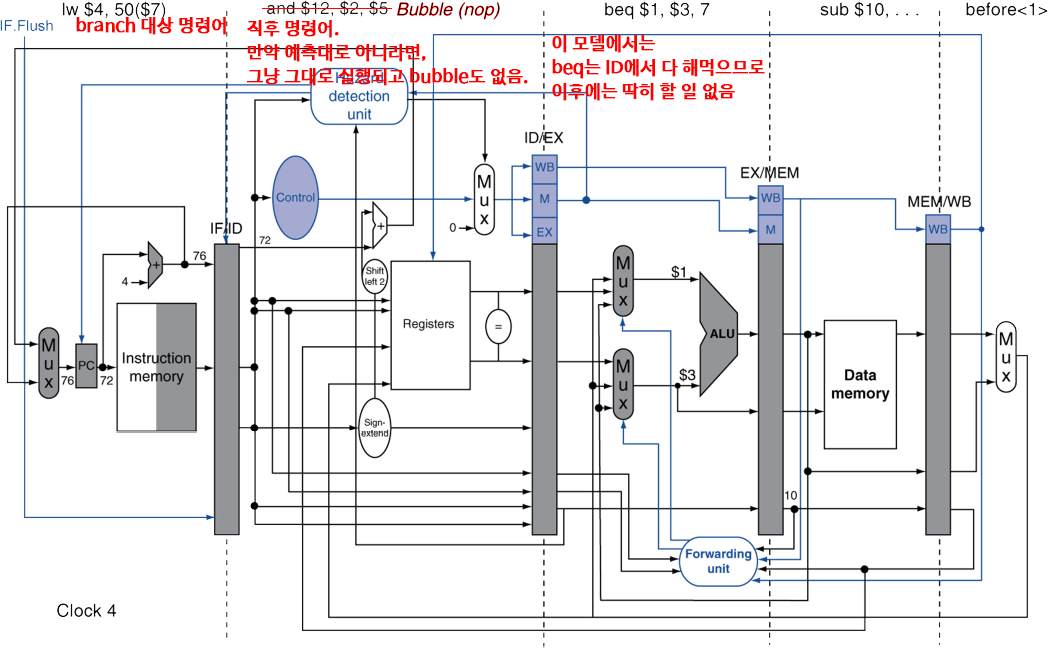 lw $4, 50($7)
and $12, $2, $5 Bubble (nop)
beq $1, $3, 7
sub $10, . . .
before<1>
IF.Flush
branch 대상 명령어
직후 명령어.
만약 예측대로 아니라면,
그냥 그대로 실행되고 bubble도 없음.
이 모델에서는
beq는 ID에서 다 해먹으므로
이후에는 딱히 할 일 없음
detection
unit
ID/EX
WB
M
EX
EX/MEM
WB
M
MEM/WB
WB
Control
Mux
0
IF/ID
72
+
76
+
4
Shift
left 2
Registers
=
Mux
$1
ALU
Mux
76
PC
72
Instruction
memory
Mux
$3
Data
memory
Mux
Sign-
extend
10
Forwarding
unit
Clock 4